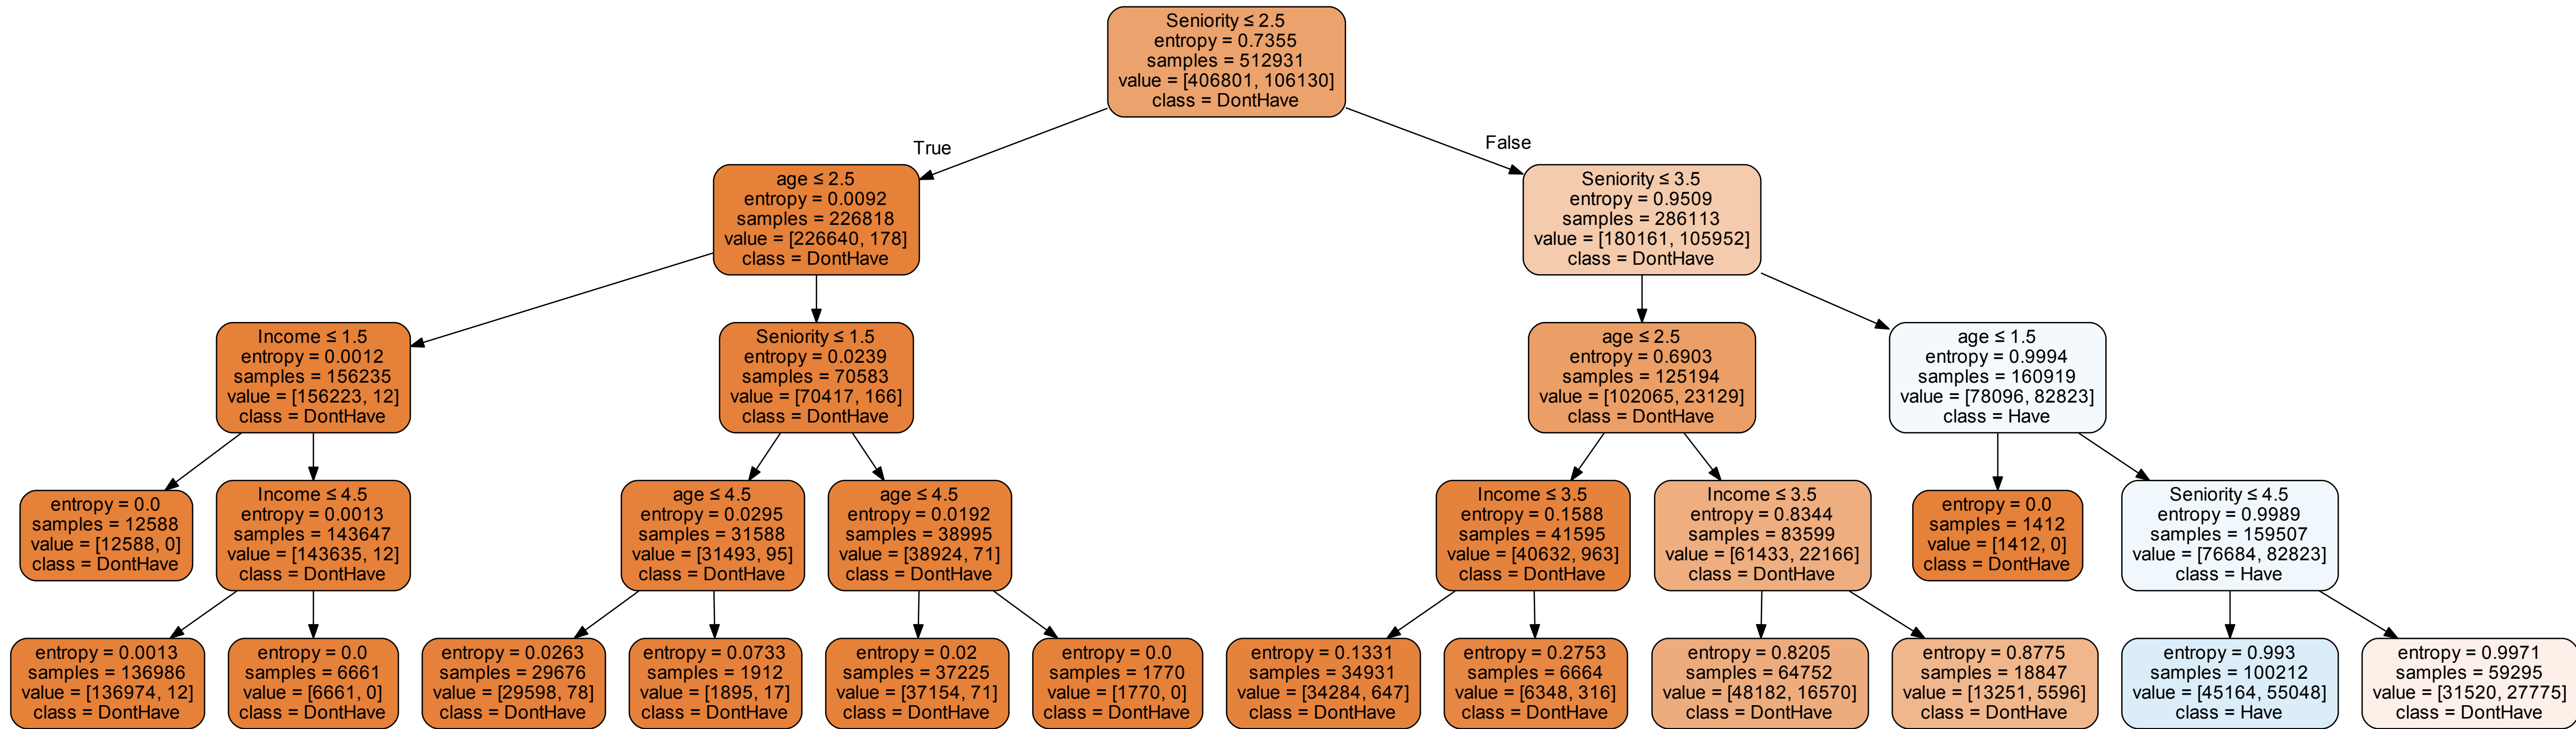 Seniority ≤ 2.5
entropy = 0.7355
samples = 512931
value = [406801, 106130]
class = DontHave
True
False
age ≤ 2.5
entropy = 0.0092
samples = 226818
value = [226640, 178]
class = DontHave
Seniority ≤ 3.5
entropy = 0.9509
samples = 286113
value = [180161, 105952]
class = DontHave
Income ≤ 1.5
entropy = 0.0012
samples = 156235
value = [156223, 12]
class = DontHave
Seniority ≤ 1.5
entropy = 0.0239
samples = 70583
value = [70417, 166]
class = DontHave
age ≤ 2.5
entropy = 0.6903
samples = 125194
value = [102065, 23129]
class = DontHave
age ≤ 1.5
entropy = 0.9994
samples = 160919
value = [78096, 82823]
class = Have
entropy = 0.0
samples = 12588
value = [12588, 0]
class = DontHave
Income ≤ 4.5
entropy = 0.0013
samples = 143647
value = [143635, 12]
class = DontHave
age ≤ 4.5
entropy = 0.0295
samples = 31588
value = [31493, 95]
class = DontHave
age ≤ 4.5
entropy = 0.0192
samples = 38995
value = [38924, 71]
class = DontHave
Income ≤ 3.5
entropy = 0.1588
samples = 41595
value = [40632, 963]
class = DontHave
Income ≤ 3.5
entropy = 0.8344
samples = 83599
value = [61433, 22166]
class = DontHave
entropy = 0.0
samples = 1412
value = [1412, 0]
class = DontHave
Seniority ≤ 4.5
entropy = 0.9989
samples = 159507
value = [76684, 82823]
class = Have
entropy = 0.0013
samples = 136986
value = [136974, 12]
class = DontHave
entropy = 0.0
samples = 6661
value = [6661, 0]
class = DontHave
entropy = 0.0263
samples = 29676
value = [29598, 78]
class = DontHave
entropy = 0.0733
samples = 1912
value = [1895, 17]
class = DontHave
entropy = 0.02
samples = 37225
value = [37154, 71]
class = DontHave
entropy = 0.0
samples = 1770
value = [1770, 0]
class = DontHave
entropy = 0.1331
samples = 34931
value = [34284, 647]
class = DontHave
entropy = 0.2753
samples = 6664
value = [6348, 316]
class = DontHave
entropy = 0.8205
samples = 64752
value = [48182, 16570]
class = DontHave
entropy = 0.8775
samples = 18847
value = [13251, 5596]
class = DontHave
entropy = 0.993
samples = 100212
value = [45164, 55048]
class = Have
entropy = 0.9971
samples = 59295
value = [31520, 27775]
class = DontHave